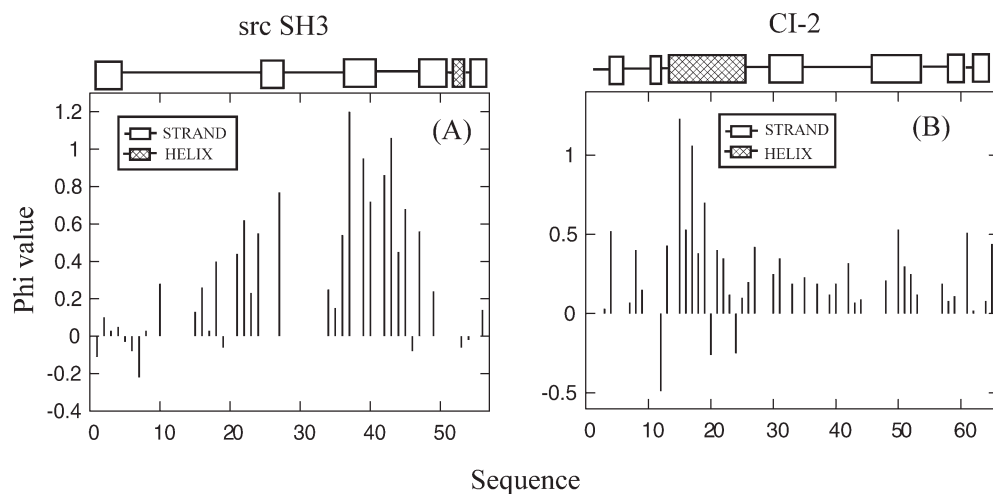 src SH3
CI-2
1.2
1
0.8
0.6
0.4
0.2
0
-0.2
-0.4
STRAND
HELIX
(A)
0 10 20 30 40 50
1
0.5
0
-0.5
STRAND
HELIX
(B)
0 10 20 30 40 50 60
Phi value
Sequence